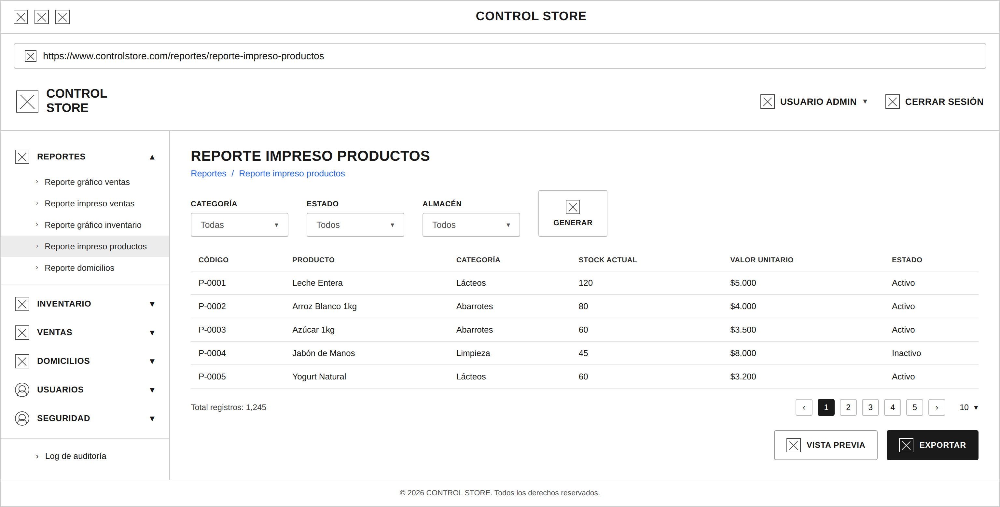 CONTROL STORE
https://www.controlstore.com/reportes/reporte-impreso-productos
CONTROL
STORE
USUARIO ADMIN ▼
CERRAR SESIÓN
REPORTES ▲
› Reporte gráfico ventas
› Reporte impreso ventas
› Reporte gráfico inventario
› Reporte impreso productos
› Reporte domicilios
INVENTARIO ▼
VENTAS ▼
DOMICILIOS ▼
USUARIOS ▼
SEGURIDAD ▼
› Log de auditoría
REPORTE IMPRESO PRODUCTOS
Reportes / Reporte impreso productos
CATEGORÍA
Todas ▼
ESTADO
Todos ▼
ALMACÉN
Todos ▼
GENERAR
CÓDIGO PRODUCTO CATEGORÍA STOCK ACTUAL VALOR UNITARIO ESTADO
P-0001 Leche Entera Lácteos 120 $5.000 Activo
P-0002 Arroz Blanco 1kg Abarrotes 80 $4.000 Activo
P-0003 Azúcar 1kg Abarrotes 60 $3.500 Activo
P-0004 Jabón de Manos Limpieza 45 $8.000 Inactivo
P-0005 Yogurt Natural Lácteos 60 $3.200 Activo
Total registros: 1,245
‹ 1 2 3 4 5 › 10 ▼
VISTA PREVIA
EXPORTAR
© 2026 CONTROL STORE. Todos los derechos reservados.